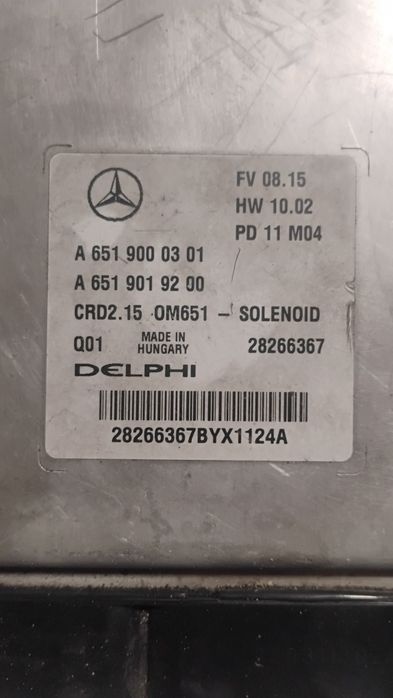 FV 08.15
HW 10.02
PD 11 M04
A 651 900 03 01
A 651 901 92 00
CRD2.15 OM651 - SOLENOID
Q01 MADE IN HUNGARY 28266367
DELPHI
28266367BYX1124A